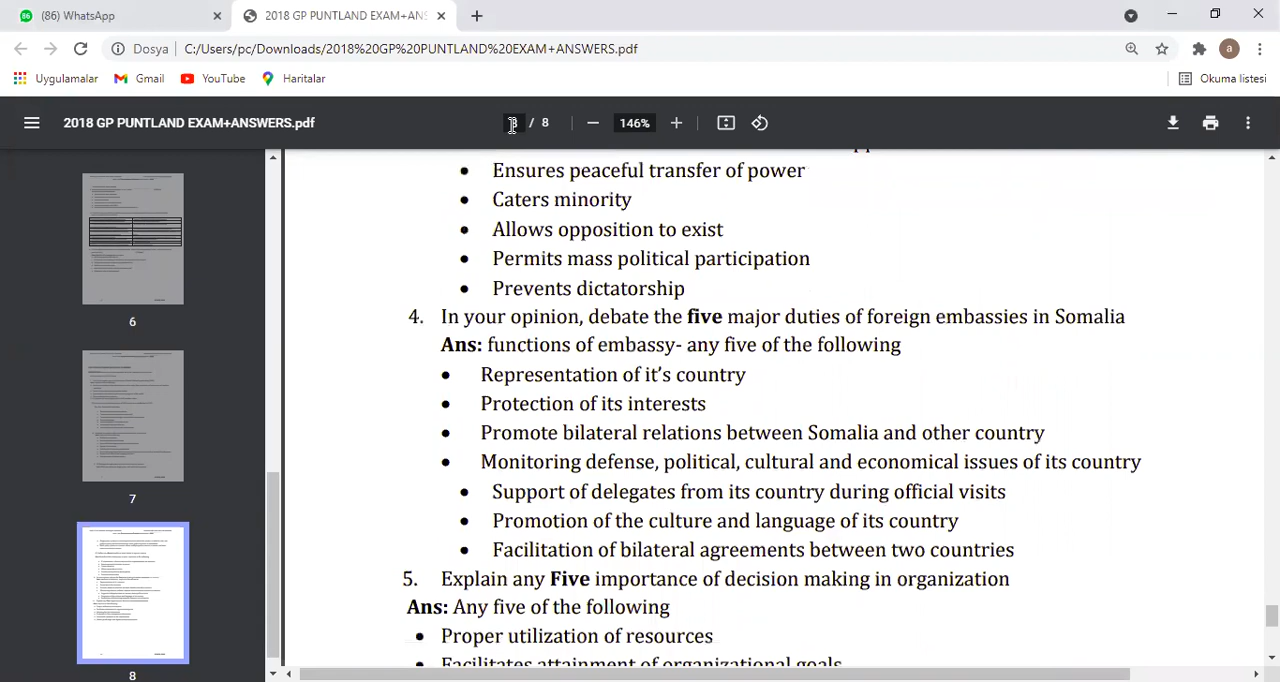 86
(86) WhatsApp
2018 GP PUNTLAND EXAM+ANS
Dosya
C:/Users/pc/Downloads/2018%20GP%20PUNTLAND%20EXAM+ANSWERS.pdf
a
Uygulamalar
Gmail
YouTube
Haritalar
Okuma listesi
2018 GP PUNTLAND EXAM+ANSWERS.pdf
/ 8
146%
• Ensures peaceful transfer of power
• Caters minority
• Allows opposition to exist
• Permits mass political participation
• Prevents dictatorship
4. In your opinion, debate the five major duties of foreign embassies in Somalia
Ans: functions of embassy- any five of the following
• Representation of it's country
• Protection of its interests
• Promote bilateral relations between Somalia and other country
• Monitoring defense, political, cultural and economical issues of its country
• Support of delegates from its country during official visits
• Promotion of the culture and language of its country
• Facilitation of bilateral agreements between two countries
5. Explain any five importance of decision making in organization
Ans: Any five of the following
• Proper utilization of resources
• Facilitates attainment of organizational goals
6
7
8